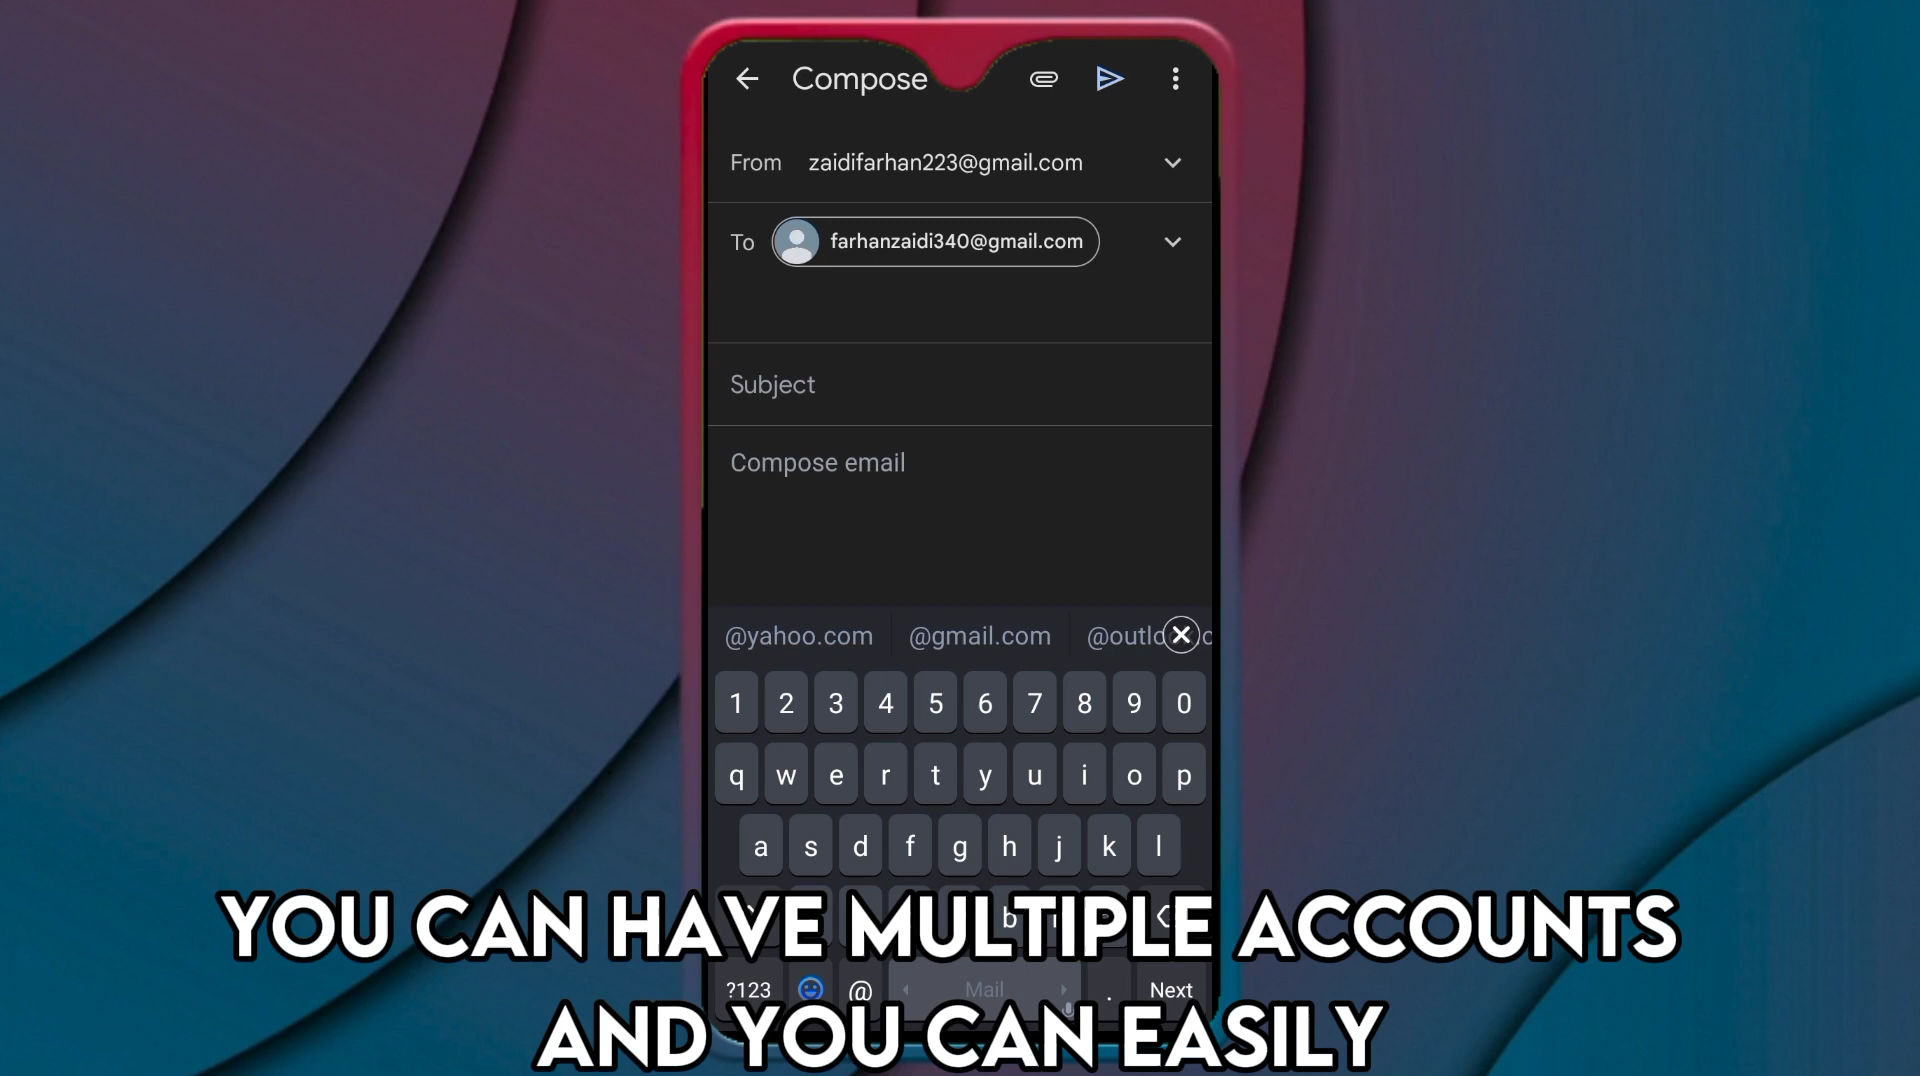 Compose
From zaidifarhan223@gmail.com
To farhanzaidi340@gmail.com
Subject
Compose email
@yahoo.com @gmail.com
1 2 3 4 5 6 7 8 9 0
q w e r t y u i o p
a s d f g h j k l
b
YOU CAN HAVE MULTIPLE ACCOUNTS
?123 @ Mail . Next
AND YOU CAN EASILY